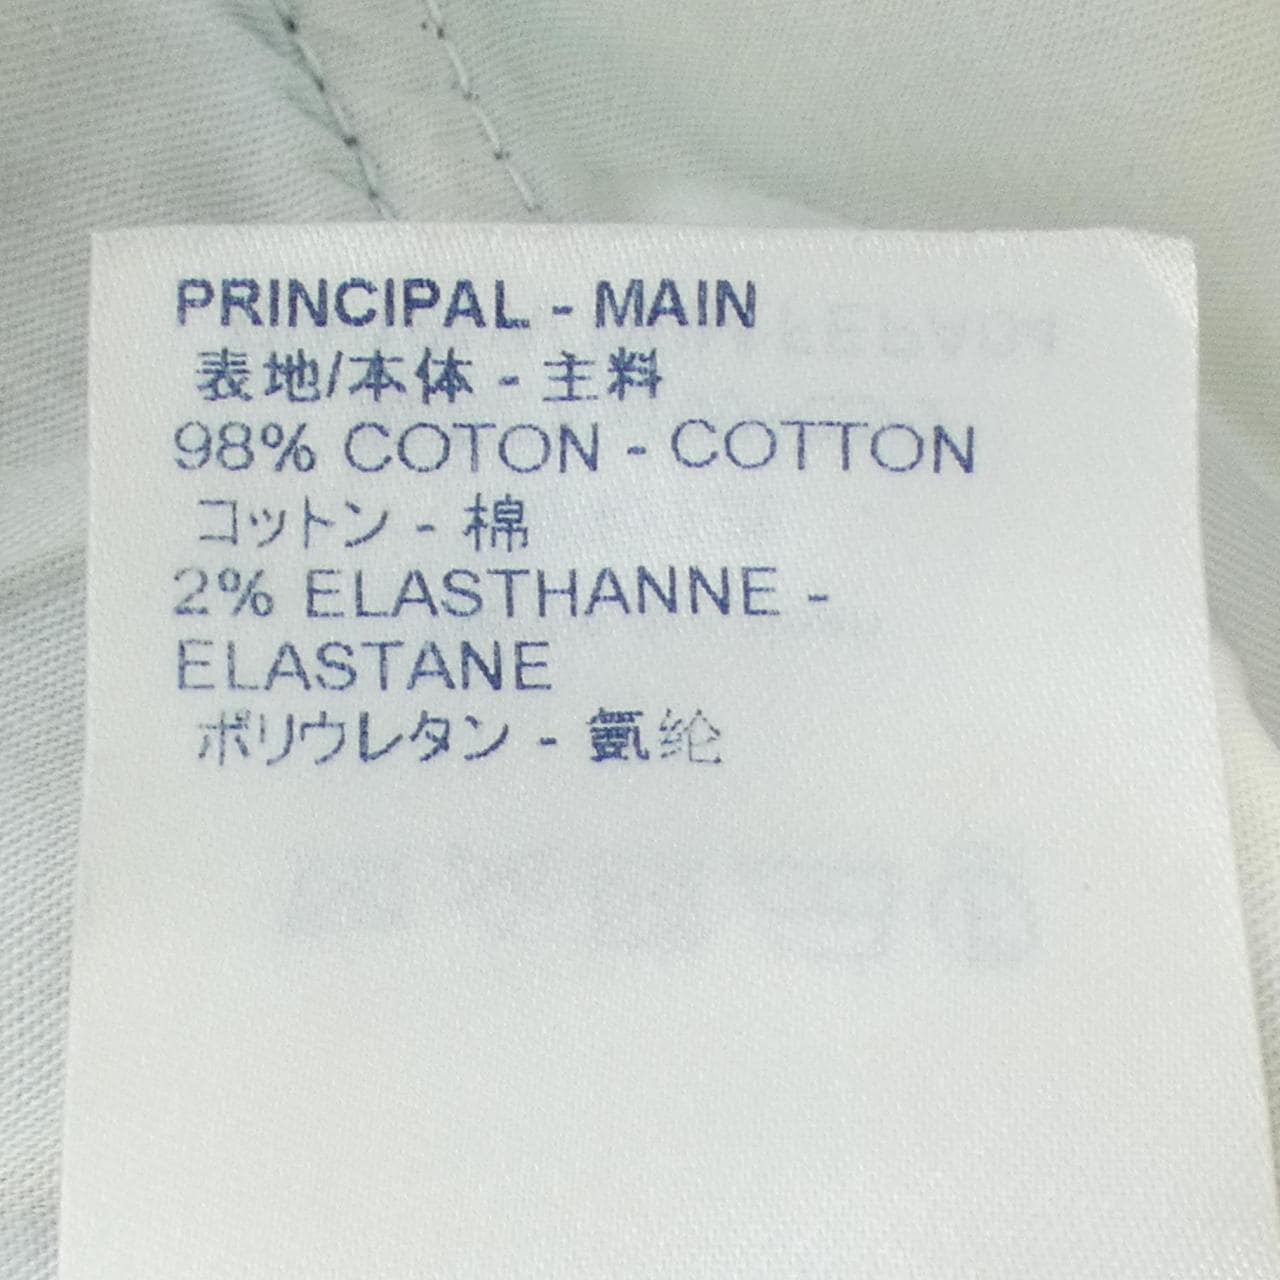 PRINCIPAL - MAIN
表地/本体 - 主料
98% COTON - COTTON
コットン - 棉
2% ELASTHANNE -
ELASTANE
ポリウレタン - 氨纶